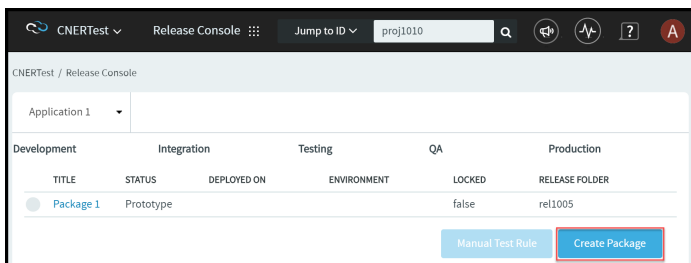 CNERTest Release Console Jump to ID proj1010 ? A
CNERTest / Release Console
Application 1
Development Integration Testing QA Production
TITLE STATUS DEPLOYED ON ENVIRONMENT LOCKED RELEASE FOLDER
Package 1 Prototype false rel1005
Manual Test Rule Create Package